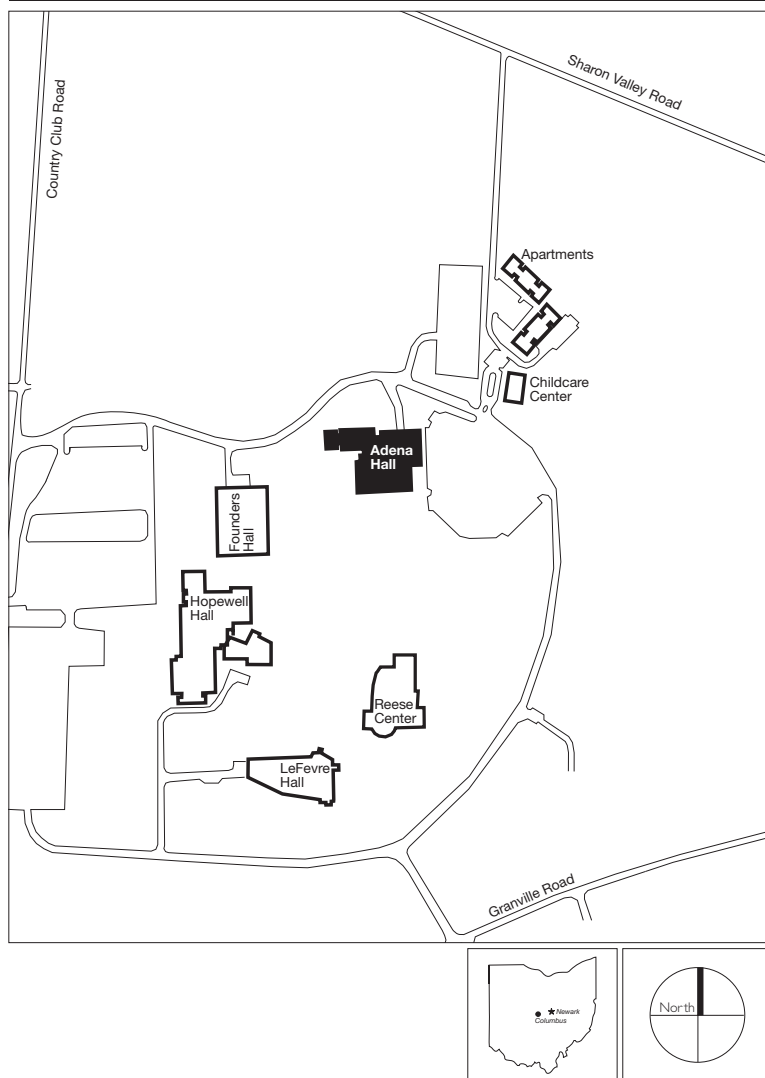 Sharon Valley Road
Country Club Road
Apartments
Childcare
Center
Adena
Hall
Founders
Hall
Hopewell
Hall
Reese
Center
LeFevre
Hall
Granville Road
Newark
Columbus
North